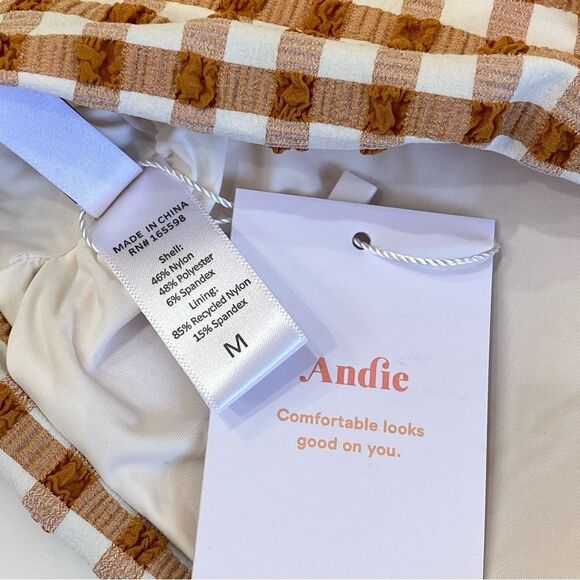 MADE IN CHINA
RN# 165598
Shell:
46% Nylon
48% Polyester
6% Spandex
Lining:
85% Recycled Nylon
15% Spandex
M
Andie
Comfortable looks
good on you.